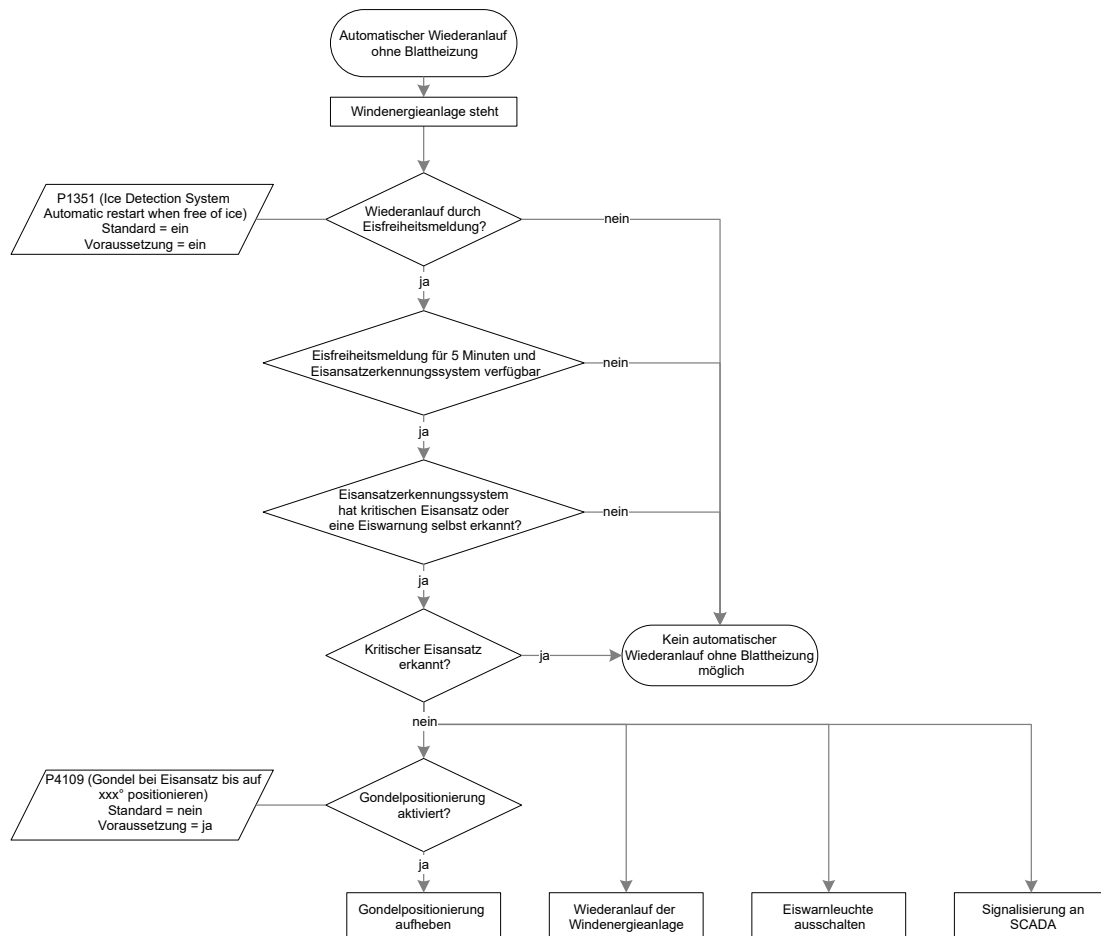 Automatischer Wiederanlauf
ohne Blattheizung
Windenergieanlage steht
P1351 (Ice Detection System
Automatic restart when free of ice)
Standard = ein
Voraussetzung = ein
Wiederanlauf durch
Eisfreiheitsmeldung?
nein
ja
Eisfreiheitsmeldung für 5 Minuten und
Eisansatzerkennungssystem verfügbar
nein
ja
Eisansatzerkennungssystem
hat kritischen Eisansatz oder
eine Eiswarnung selbst erkannt?
nein
ja
Kritischer Eisansatz
erkannt?
ja
Kein automatischer
Wiederanlauf ohne Blattheizung
möglich
nein
P4109 (Gondel bei Eisansatz bis auf
xxx° positionieren)
Standard = nein
Voraussetzung = ja
Gondelpositionierung
aktiviert?
ja
Gondelpositionierung
aufheben
Wiederanlauf der
Windenergieanlage
Eiswarnleuchte
ausschalten
Signalisierung an
SCADA